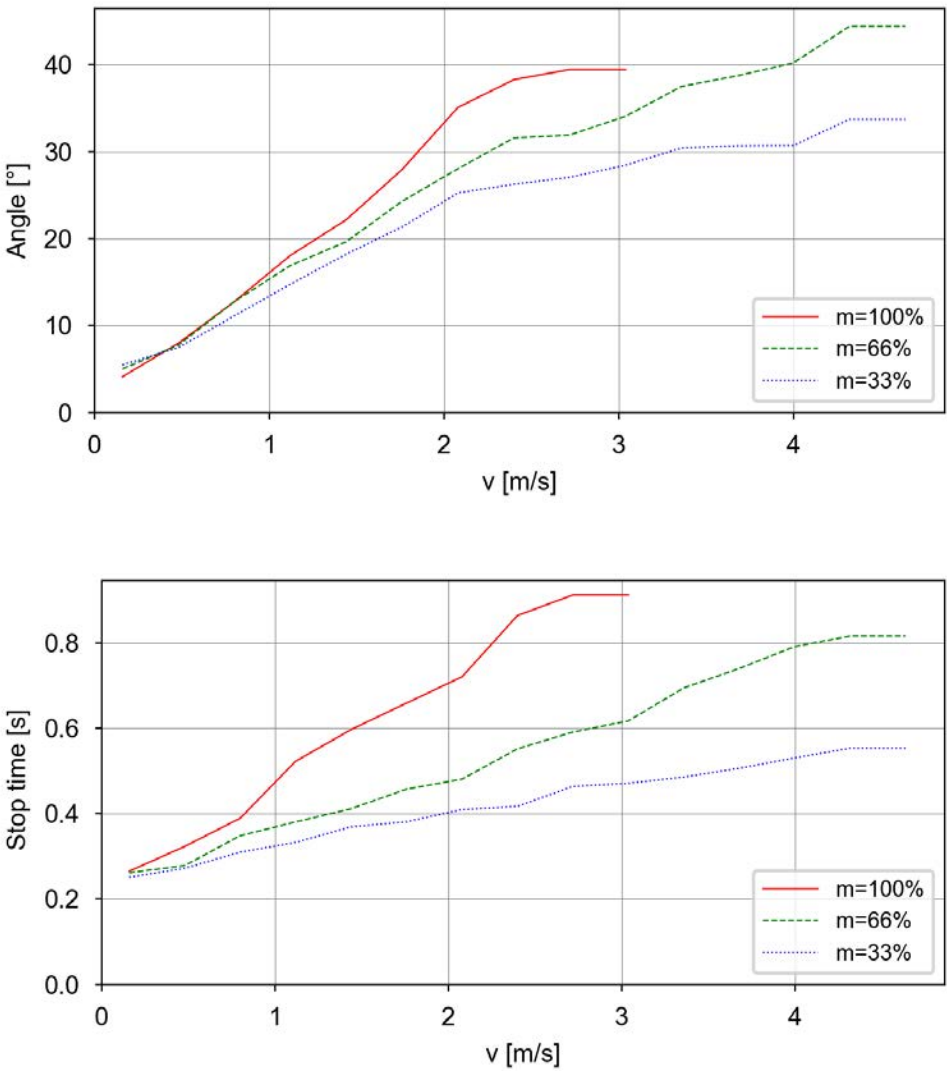 40
30
20
10
0
Angle [°]
0 1 2 3 4
v [m/s]
m=100%
m=66%
m=33%
0.8
0.6
0.4
0.2
0.0
Stop time [s]
0 1 2 3 4
v [m/s]
m=100%
m=66%
m=33%